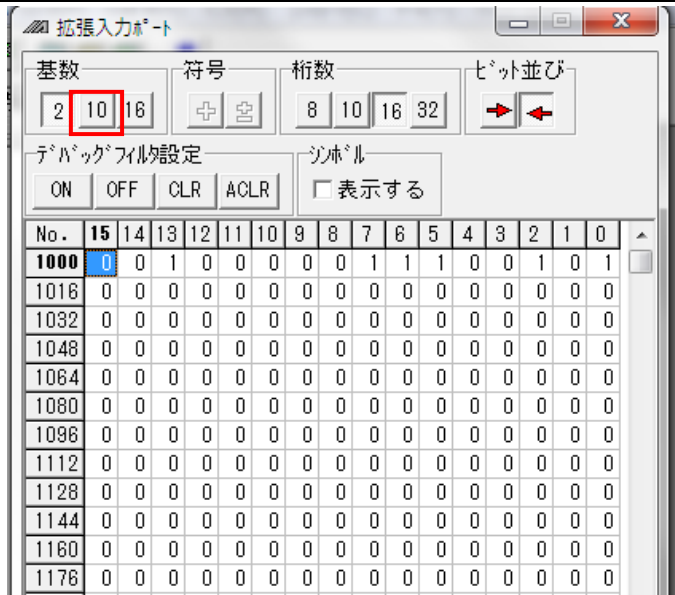 拡張入力ﾎﾟｰﾄ
基数 符号 桁数 ﾋﾞｯﾄ並び
2 10 16 8 10 16 32
ﾃﾞﾊﾞｯｸﾞﾌｨﾙﾀ設定 ｼﾝﾎﾞﾙ
ON OFF CLR ACLR 表示する
No. 15 14 13 12 11 10 9 8 7 6 5 4 3 2 1 0
1000 0 0 1 0 0 0 0 0 1 1 1 0 0 1 0 1
1016 0 0 0 0 0 0 0 0 0 0 0 0 0 0 0 0
1032 0 0 0 0 0 0 0 0 0 0 0 0 0 0 0 0
1048 0 0 0 0 0 0 0 0 0 0 0 0 0 0 0 0
1064 0 0 0 0 0 0 0 0 0 0 0 0 0 0 0 0
1080 0 0 0 0 0 0 0 0 0 0 0 0 0 0 0 0
1096 0 0 0 0 0 0 0 0 0 0 0 0 0 0 0 0
1112 0 0 0 0 0 0 0 0 0 0 0 0 0 0 0 0
1128 0 0 0 0 0 0 0 0 0 0 0 0 0 0 0 0
1144 0 0 0 0 0 0 0 0 0 0 0 0 0 0 0 0
1160 0 0 0 0 0 0 0 0 0 0 0 0 0 0 0 0
1176 0 0 0 0 0 0 0 0 0 0 0 0 0 0 0 0